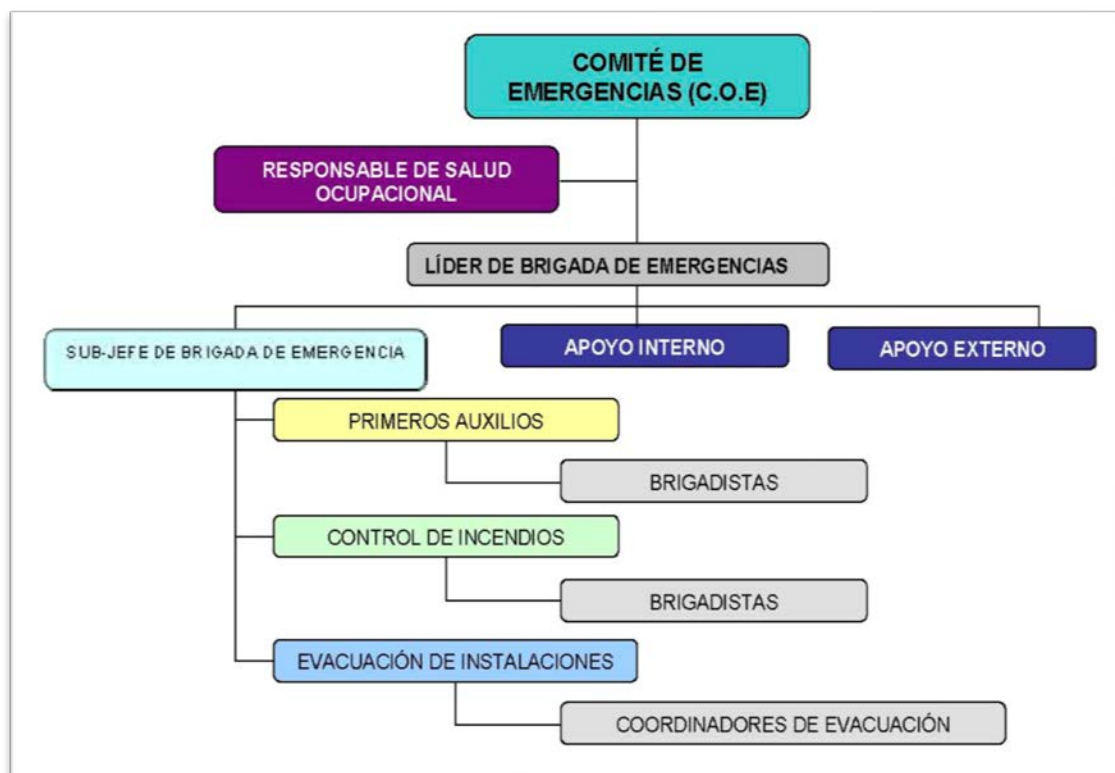 COMITÉ DE
EMERGENCIAS (C.O.E)
RESPONSABLE DE SALUD
OCUPACIONAL
LÍDER DE BRIGADA DE EMERGENCIAS
SUB-JEFE DE BRIGADA DE EMERGENCIA
APOYO INTERNO
APOYO EXTERNO
PRIMEROS AUXILIOS
BRIGADISTAS
CONTROL DE INCENDIOS
BRIGADISTAS
EVACUACIÓN DE INSTALACIONES
COORDINADORES DE EVACUACIÓN